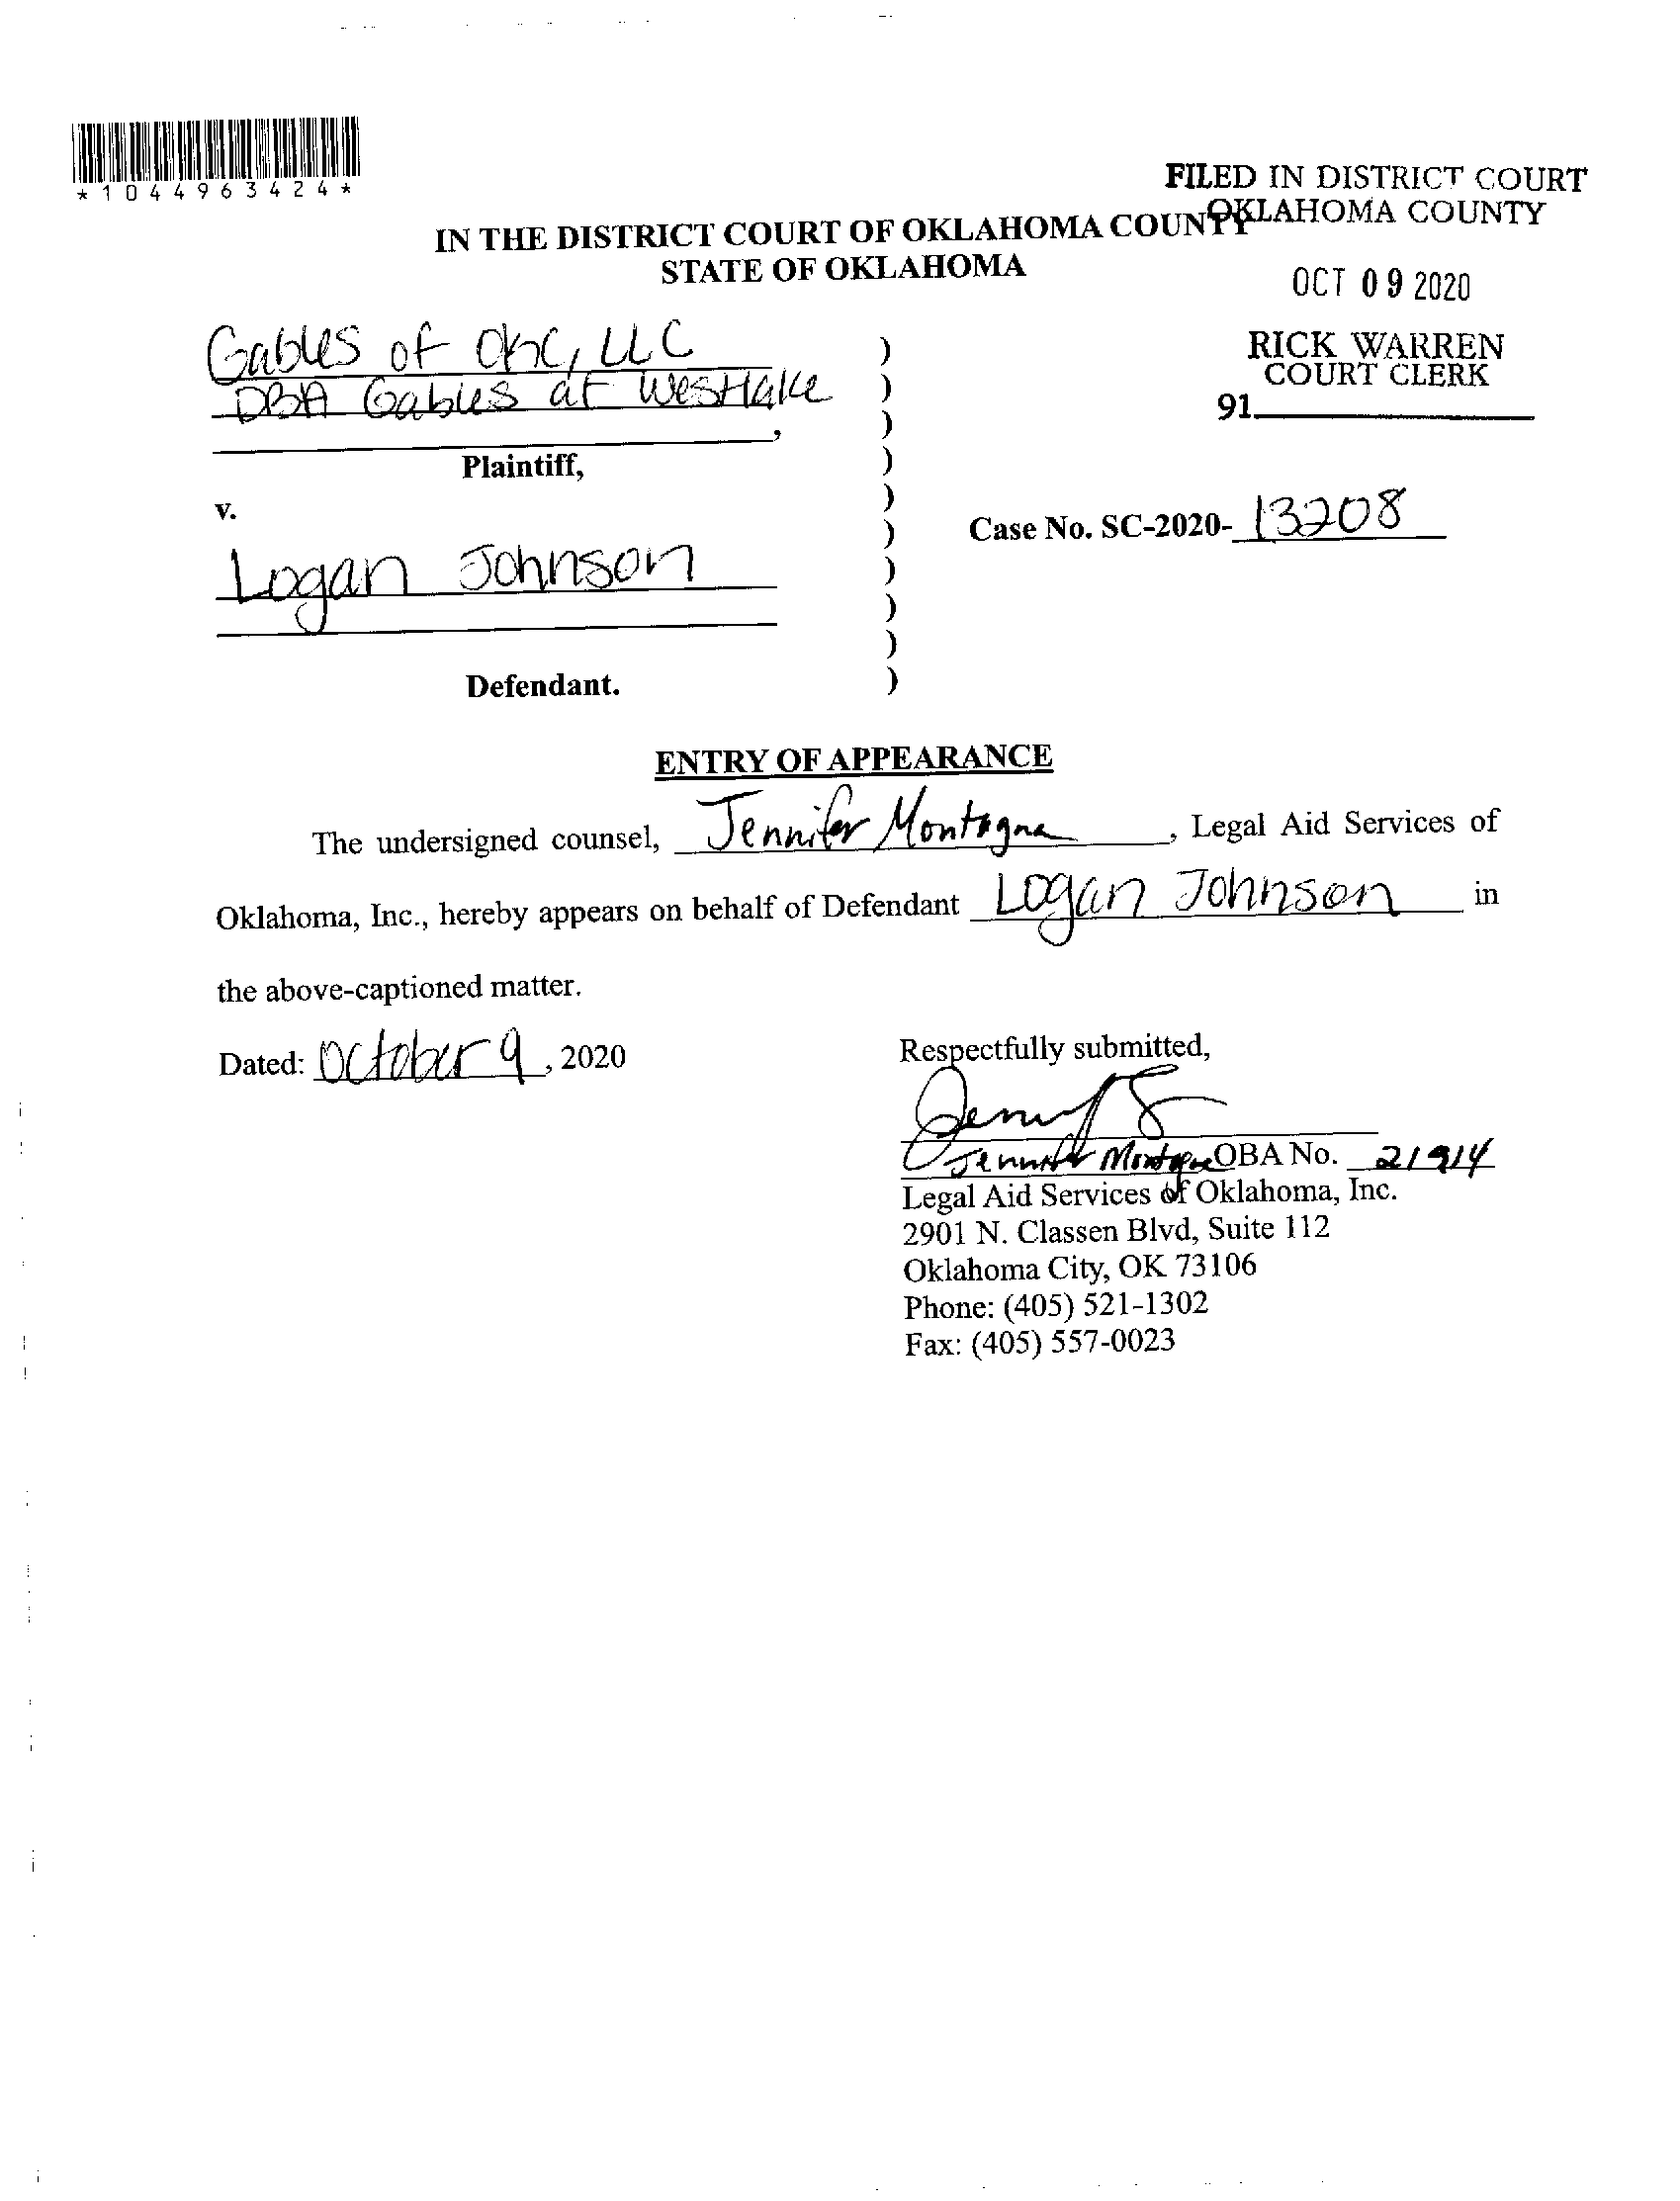 *1044963424*
FILED IN DISTRICT COURT
OKLAHOMA COUNTY
IN THE DISTRICT COURT OF OKLAHOMA COUNTY
STATE OF OKLAHOMA
OCT 09 2020
RICK WARREN
COURT CLERK
91
Gables of OKC, LLC
DBA Gables at Westlake
,
Plaintiff,
v.
Case No. SC-2020- 13208
Logan Johnson
Defendant.
)
)
)
)
)
)
)
)
)
)
ENTRY OF APPEARANCE
The undersigned counsel, Jennifer Montagna, Legal Aid Services of
Oklahoma, Inc., hereby appears on behalf of Defendant Logan Johnson in
the above-captioned matter.
Dated: October 9, 2020
Respectfully submitted,
Jennifer Montagna OBA No. 21914
Legal Aid Services of Oklahoma, Inc.
2901 N. Classen Blvd, Suite 112
Oklahoma City, OK 73106
Phone: (405) 521-1302
Fax: (405) 557-0023